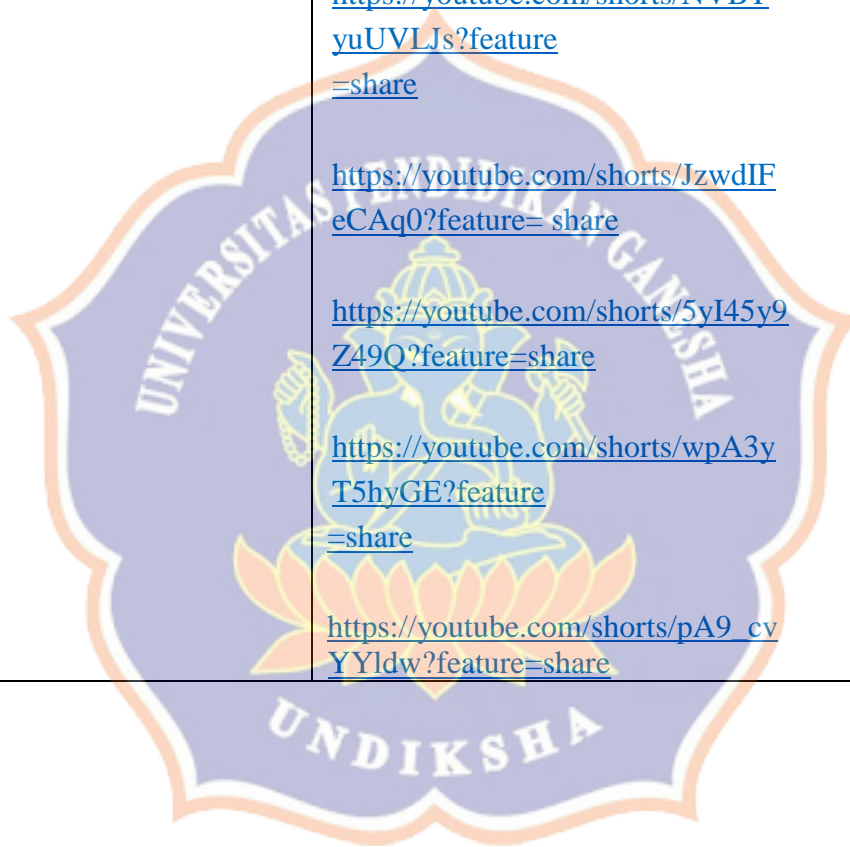 yuUVLJs?feature
=share
https://youtube.com/shorts/JzwdIF
eCAq0?feature= share
https://youtube.com/shorts/5yI45y9
Z49Q?feature=share
https://youtube.com/shorts/wpA3y
T5hyGE?feature
=share
https://youtube.com/shorts/pA9_cv
YYldw?feature=share
UNIVERSITAS PENDIDIKAN GANESHA
UNDIKSHA